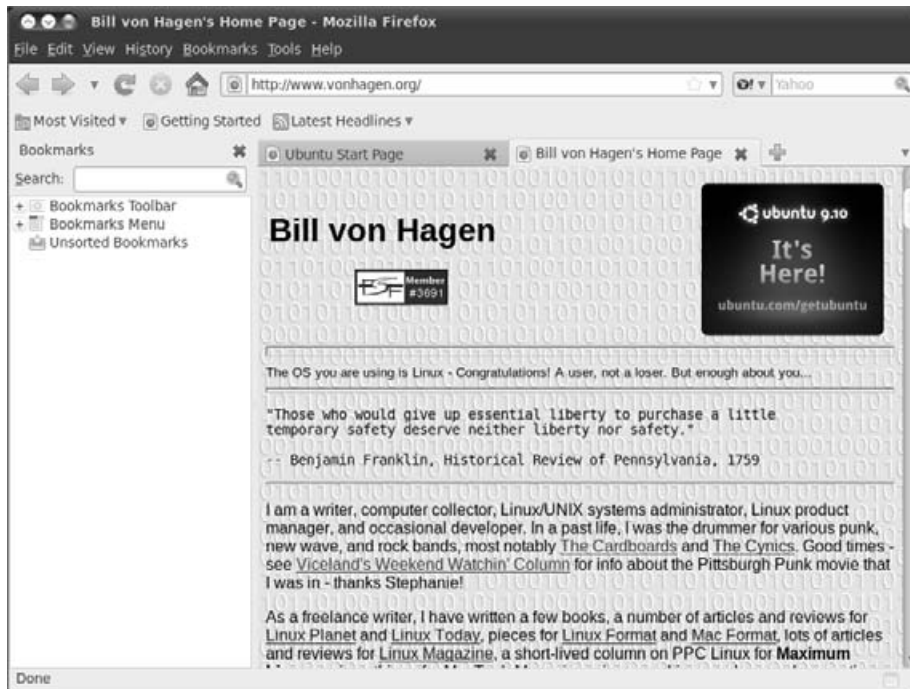 Bill von Hagen's Home Page - Mozilla Firefox
File Edit View History Bookmarks Tools Help
http://www.vonhagen.org/
Yahoo
Most Visited Getting Started Latest Headlines
Bookmarks
Search:
Bookmarks Toolbar
Bookmarks Menu
Unsorted Bookmarks
Ubuntu Start Page
Bill von Hagen's Home Page
Bill von Hagen
FSF Member
#3691
ubuntu 9.10
It's
Here!
ubuntu.com/getubuntu
The OS you are using is Linux - Congratulations! A user, not a loser. But enough about you...
"Those who would give up essential liberty to purchase a little
temporary safety deserve neither liberty nor safety."
-- Benjamin Franklin, Historical Review of Pennsylvania, 1759
I am a writer, computer collector, Linux/UNIX systems administrator, Linux product
manager, and occasional developer. In a past life, I was the drummer for various punk,
new wave, and rock bands, most notably The Cardboards and The Cynics. Good times -
see Viceland's Weekend Watchin' Column for info about the Pittsburgh Punk movie that
I was in - thanks Stephanie!
As a freelance writer, I have written a few books, a number of articles and reviews for
Linux Planet and Linux Today, pieces for Linux Format and Mac Format, lots of articles
and reviews for Linux Magazine, a short-lived column on PPC Linux for Maximum
Done